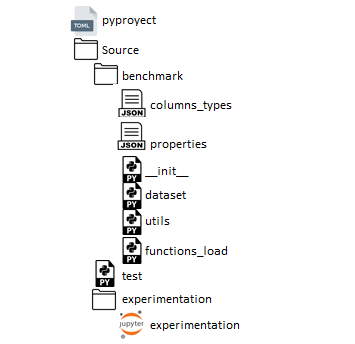 TOML pyproyect
Source
benchmark
JSON columns_types
JSON properties
PY __init__
PY dataset
PY utils
PY functions_load
PY test
experimentation
jupyter experimentation